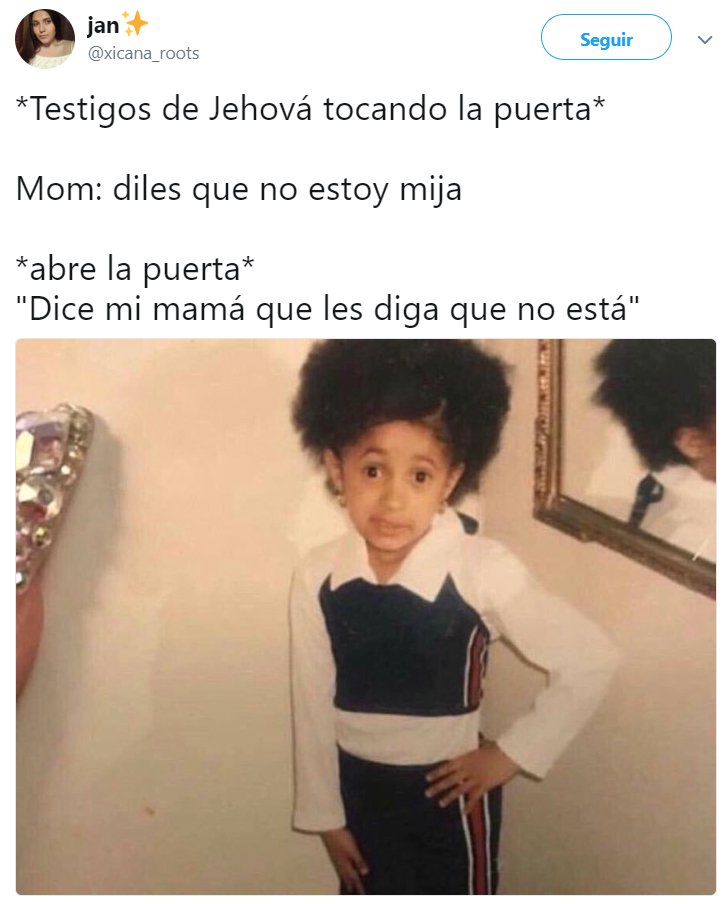 jan✨
@xicana_roots
Seguir
*Testigos de Jehová tocando la puerta*
Mom: diles que no estoy mija
*abre la puerta*
"Dice mi mamá que les diga que no está"